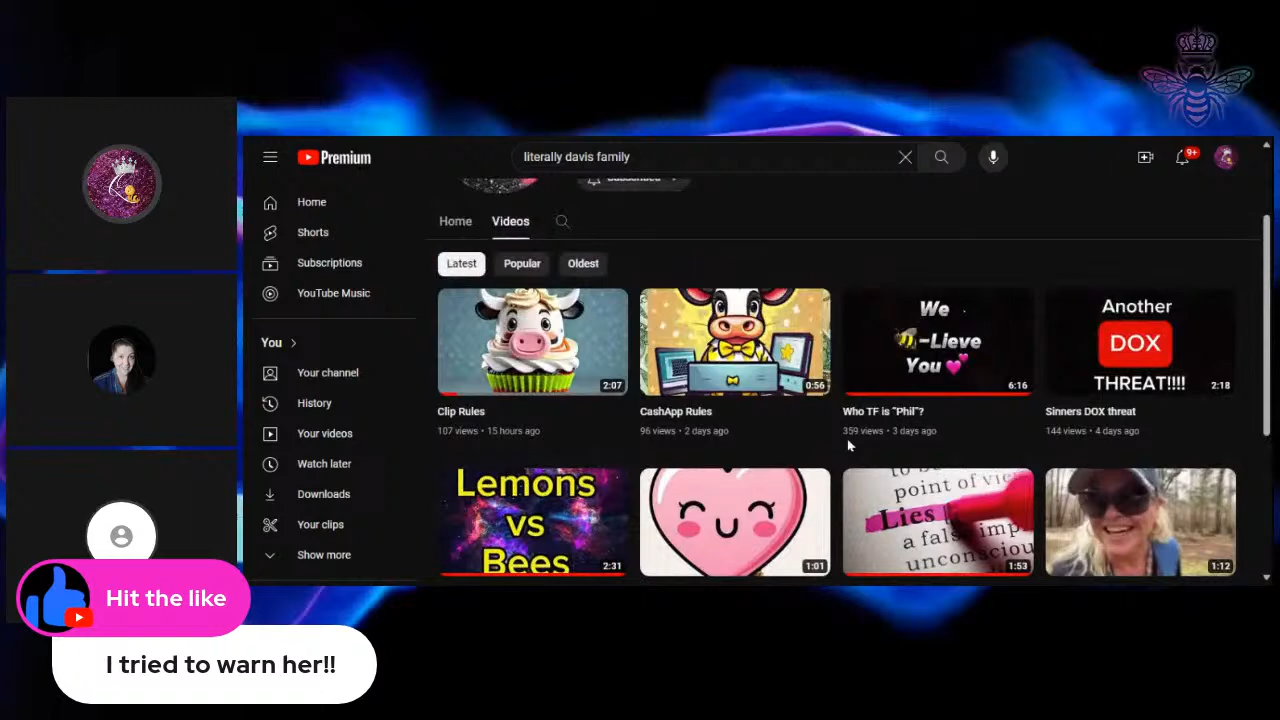 Premium
literally davis family
9+
Home
Shorts
Subscriptions
YouTube Music
You
Your channel
History
Your videos
Watch later
Downloads
Your clips
Show more
Subscribed
Home Videos
Latest Popular Oldest
2:07
Clip Rules
107 views • 15 hours ago
0:56
CashApp Rules
96 views • 2 days ago
We
-Lieve
You
6:16
Who TF is "Phil"?
359 views • 3 days ago
Another
DOX
THREAT!!!!
2:18
Sinners DOX threat
144 views • 4 days ago
Lemons
vs
Bees
2:31
1:01
point of vic
Lies
a fals imp
unconsciou
1:53
1:12
Hit the like
I tried to warn her!!